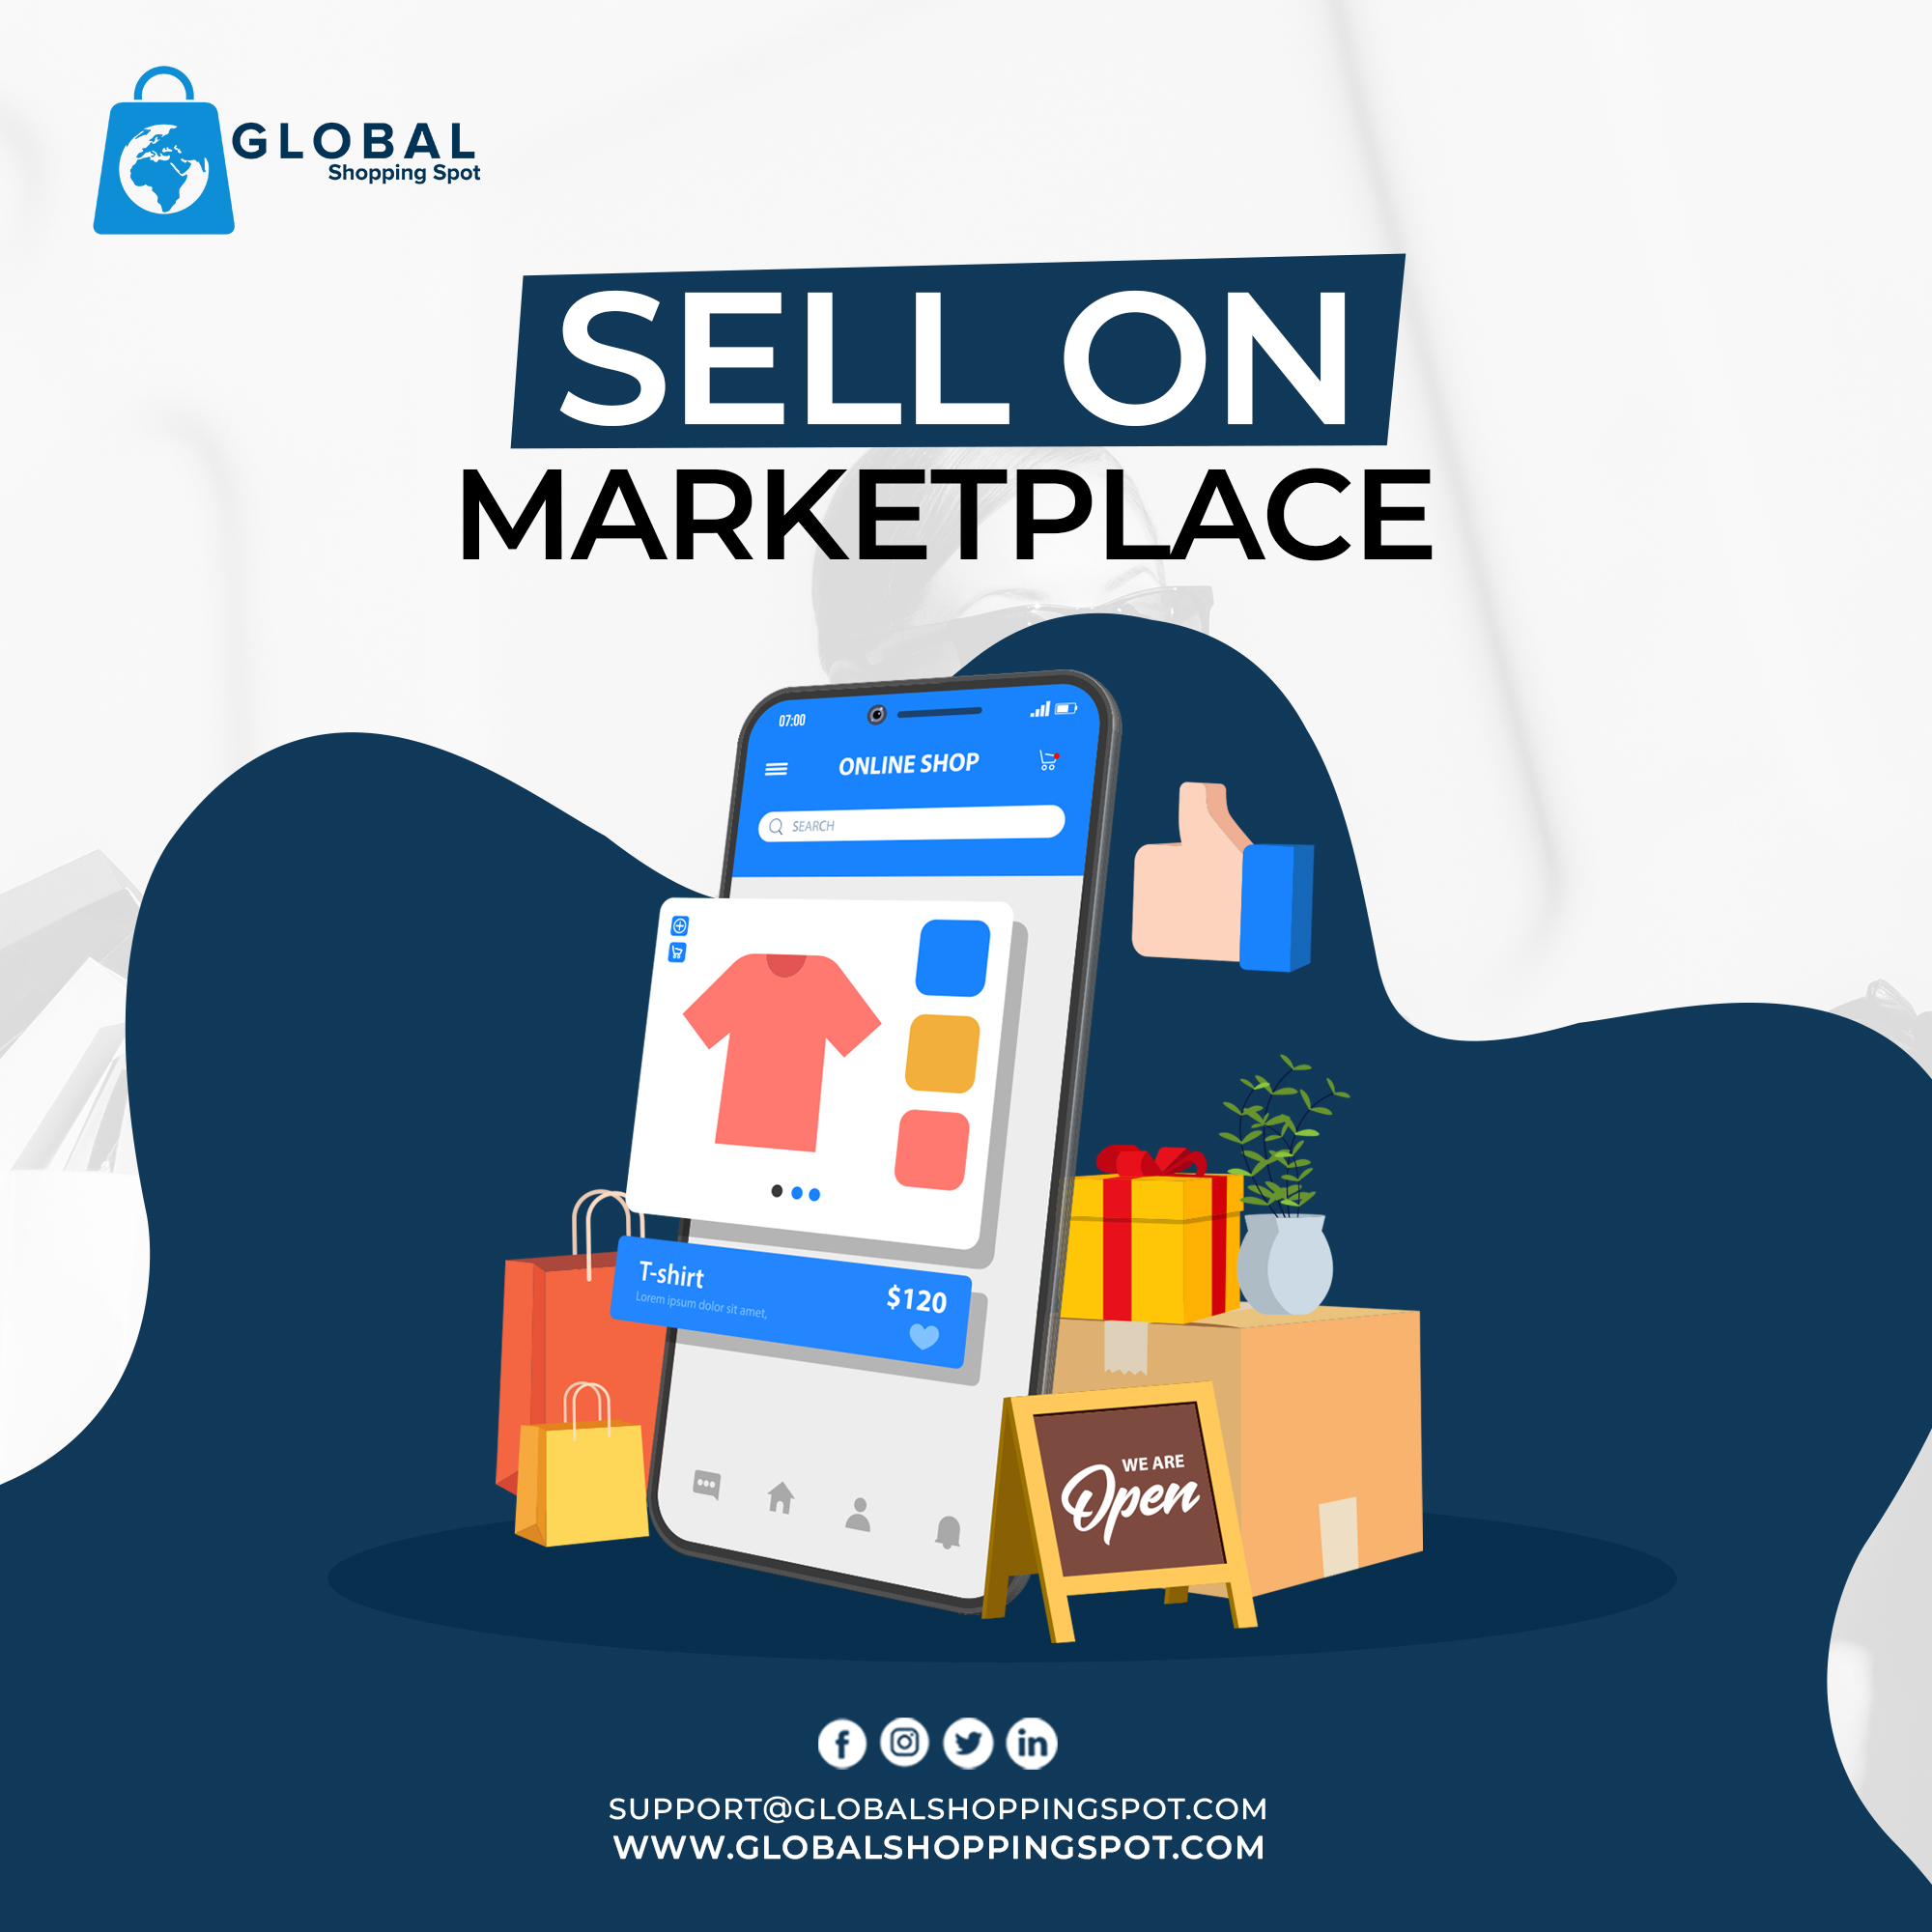 GLOBAL
Shopping Spot
SELL ON
MARKETPLACE
07:00
ONLINE SHOP
SEARCH
T-shirt
Lorem ipsum dolor sit amet,
$120
WE ARE
Open
SUPPORT@GLOBALSHOPPINGSPOT.COM
WWW.GLOBALSHOPPINGSPOT.COM